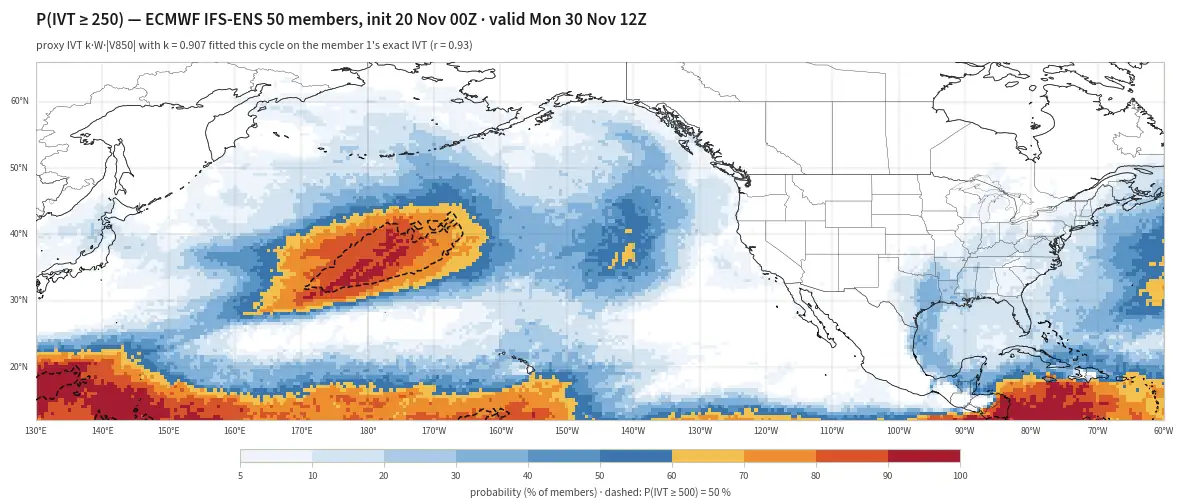 P(IVT ≥ 250) — ECMWF IFS-ENS 50 members, init 20 Nov 00Z · valid Mon 30 Nov 12Z
proxy IVT k·W·|V850| with k = 0.907 fitted this cycle on the member 1's exact IVT (r = 0.93)
60°N
50°N
40°N
30°N
20°N
130°E 140°E 150°E 160°E 170°E 180° 170°W 160°W 150°W 140°W 130°W 120°W 110°W 100°W 90°W 80°W 70°W 60°W
5 10 20 30 40 50 60 70 80 90 100
probability (% of members) · dashed: P(IVT ≥ 500) = 50 %